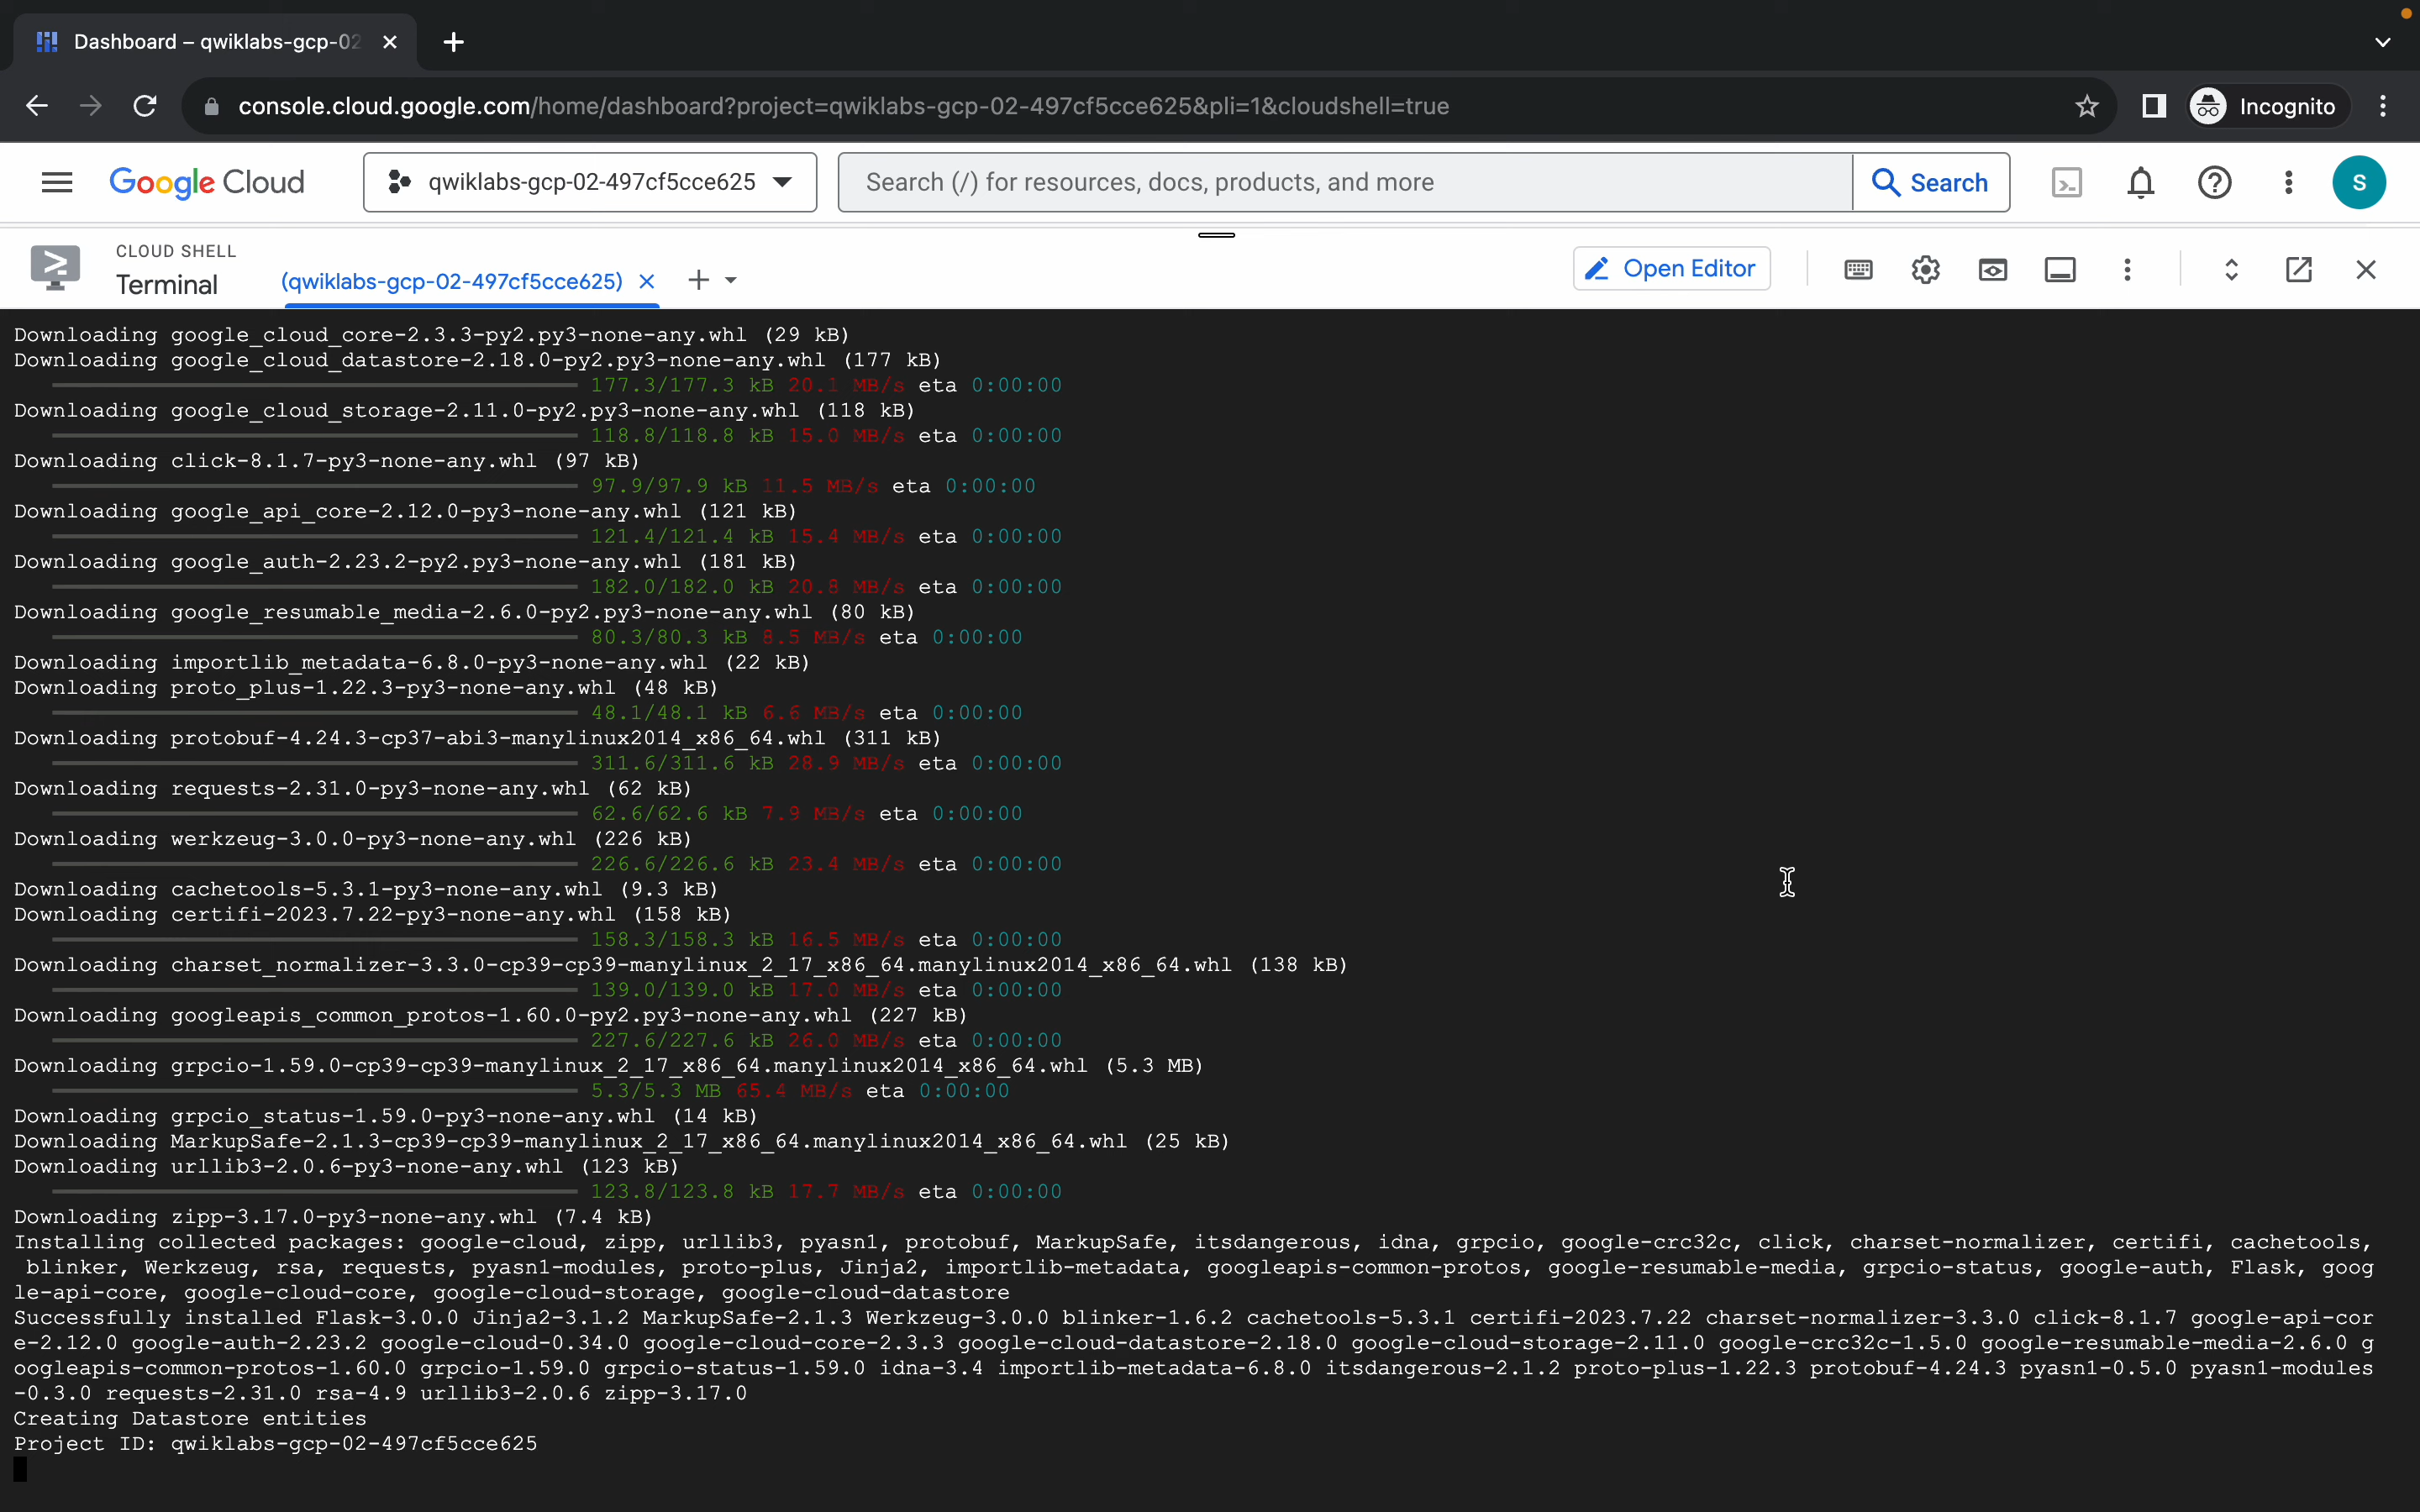 Dashboard – qwiklabs-gcp-02
console.cloud.google.com/home/dashboard?project=qwiklabs-gcp-02-497cf5cce625&pli=1&cloudshell=true
Incognito
Google Cloud
qwiklabs-gcp-02-497cf5cce625
Search (/) for resources, docs, products, and more
Search
S
CLOUD SHELL
Terminal
(qwiklabs-gcp-02-497cf5cce625)
Open Editor
Downloading google_cloud_core-2.3.3-py2.py3-none-any.whl (29 kB)
Downloading google_cloud_datastore-2.18.0-py2.py3-none-any.whl (177 kB)
177.3/177.3 kB 20.1 MB/s eta 0:00:00
Downloading google_cloud_storage-2.11.0-py2.py3-none-any.whl (118 kB)
118.8/118.8 kB 15.0 MB/s eta 0:00:00
Downloading click-8.1.7-py3-none-any.whl (97 kB)
97.9/97.9 kB 11.5 MB/s eta 0:00:00
Downloading google_api_core-2.12.0-py3-none-any.whl (121 kB)
121.4/121.4 kB 15.4 MB/s eta 0:00:00
Downloading google_auth-2.23.2-py2.py3-none-any.whl (181 kB)
182.0/182.0 kB 20.8 MB/s eta 0:00:00
Downloading google_resumable_media-2.6.0-py2.py3-none-any.whl (80 kB)
80.3/80.3 kB 8.5 MB/s eta 0:00:00
Downloading importlib_metadata-6.8.0-py3-none-any.whl (22 kB)
Downloading proto_plus-1.22.3-py3-none-any.whl (48 kB)
48.1/48.1 kB 6.6 MB/s eta 0:00:00
Downloading protobuf-4.24.3-cp37-abi3-manylinux2014_x86_64.whl (311 kB)
311.6/311.6 kB 28.9 MB/s eta 0:00:00
Downloading requests-2.31.0-py3-none-any.whl (62 kB)
62.6/62.6 kB 7.9 MB/s eta 0:00:00
Downloading werkzeug-3.0.0-py3-none-any.whl (226 kB)
226.6/226.6 kB 23.4 MB/s eta 0:00:00
Downloading cachetools-5.3.1-py3-none-any.whl (9.3 kB)
Downloading certifi-2023.7.22-py3-none-any.whl (158 kB)
158.3/158.3 kB 16.5 MB/s eta 0:00:00
Downloading charset_normalizer-3.3.0-cp39-cp39-manylinux_2_17_x86_64.manylinux2014_x86_64.whl (138 kB)
139.0/139.0 kB 17.0 MB/s eta 0:00:00
Downloading googleapis_common_protos-1.60.0-py2.py3-none-any.whl (227 kB)
227.6/227.6 kB 26.0 MB/s eta 0:00:00
Downloading grpcio-1.59.0-cp39-cp39-manylinux_2_17_x86_64.manylinux2014_x86_64.whl (5.3 MB)
5.3/5.3 MB 65.4 MB/s eta 0:00:00
Downloading grpcio_status-1.59.0-py3-none-any.whl (14 kB)
Downloading MarkupSafe-2.1.3-cp39-cp39-manylinux_2_17_x86_64.manylinux2014_x86_64.whl (25 kB)
Downloading urllib3-2.0.6-py3-none-any.whl (123 kB)
123.8/123.8 kB 17.7 MB/s eta 0:00:00
Downloading zipp-3.17.0-py3-none-any.whl (7.4 kB)
Installing collected packages: google-cloud, zipp, urllib3, pyasn1, protobuf, MarkupSafe, itsdangerous, idna, grpcio, google-crc32c, click, charset-normalizer, certifi, cachetools,
blinker, Werkzeug, rsa, requests, pyasn1-modules, proto-plus, Jinja2, importlib-metadata, googleapis-common-protos, google-resumable-media, grpcio-status, google-auth, Flask, goog
le-api-core, google-cloud-core, google-cloud-storage, google-cloud-datastore
Successfully installed Flask-3.0.0 Jinja2-3.1.2 MarkupSafe-2.1.3 Werkzeug-3.0.0 blinker-1.6.2 cachetools-5.3.1 certifi-2023.7.22 charset-normalizer-3.3.0 click-8.1.7 google-api-cor
e-2.12.0 google-auth-2.23.2 google-cloud-0.34.0 google-cloud-core-2.3.3 google-cloud-datastore-2.18.0 google-cloud-storage-2.11.0 google-crc32c-1.5.0 google-resumable-media-2.6.0 g
oogleapis-common-protos-1.60.0 grpcio-1.59.0 grpcio-status-1.59.0 idna-3.4 importlib-metadata-6.8.0 itsdangerous-2.1.2 proto-plus-1.22.3 protobuf-4.24.3 pyasn1-0.5.0 pyasn1-modules
-0.3.0 requests-2.31.0 rsa-4.9 urllib3-2.0.6 zipp-3.17.0
Creating Datastore entities
Project ID: qwiklabs-gcp-02-497cf5cce625